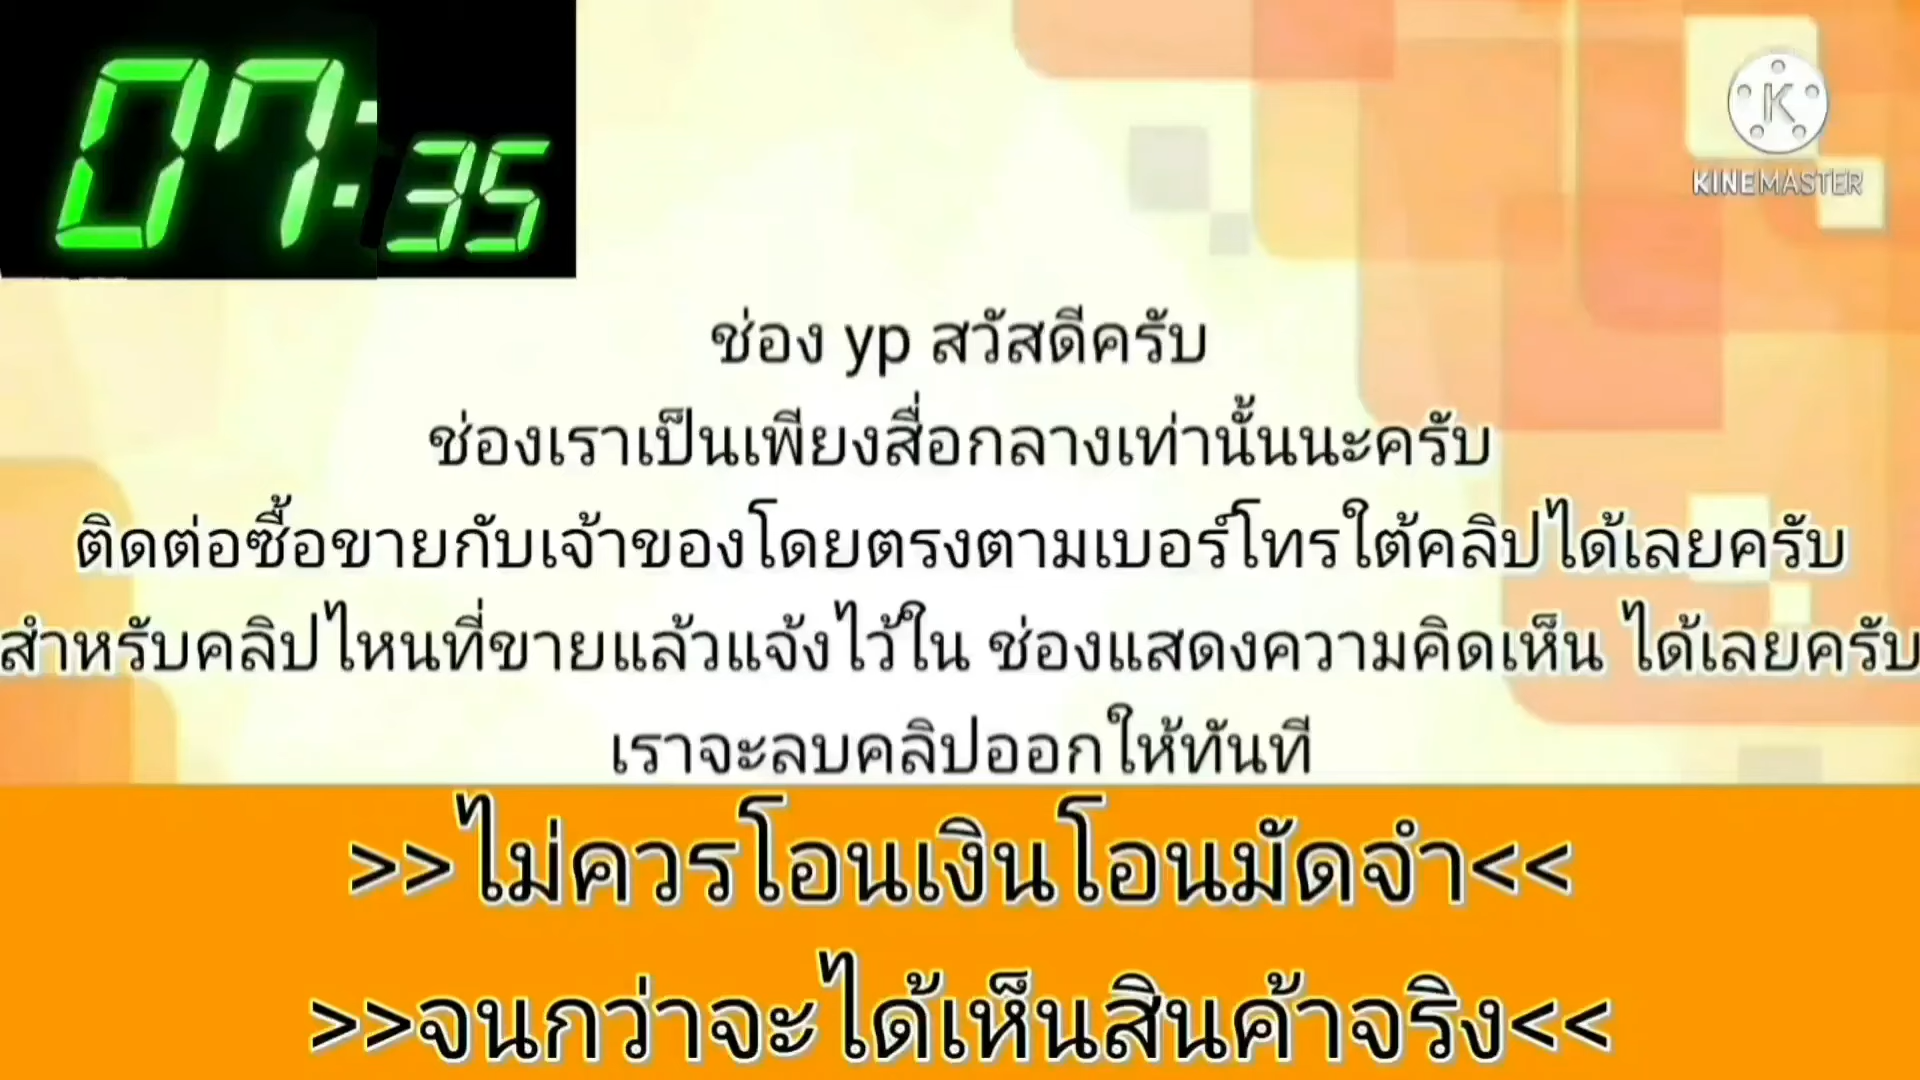 07:35
KINEMASTER
ช่อง yp สวัสดีครับ
ช่องเราเป็นเพียงสื่อกลางเท่านั้นนะครับ
ติดต่อซื้อขายกับเจ้าของโดยตรงตามเบอร์โทรใต้คลิปได้เลยครับ
สำหรับคลิปไหนที่ขายแล้วแจ้งไว้ใน ช่องแสดงความคิดเห็น ได้เลยครับ
เราจะลบคลิปออกให้ทันที
>>ไม่ควรโอนเงินโอนมัดจำ<<
>>จนกว่าจะได้เห็นสินค้าจริง<<